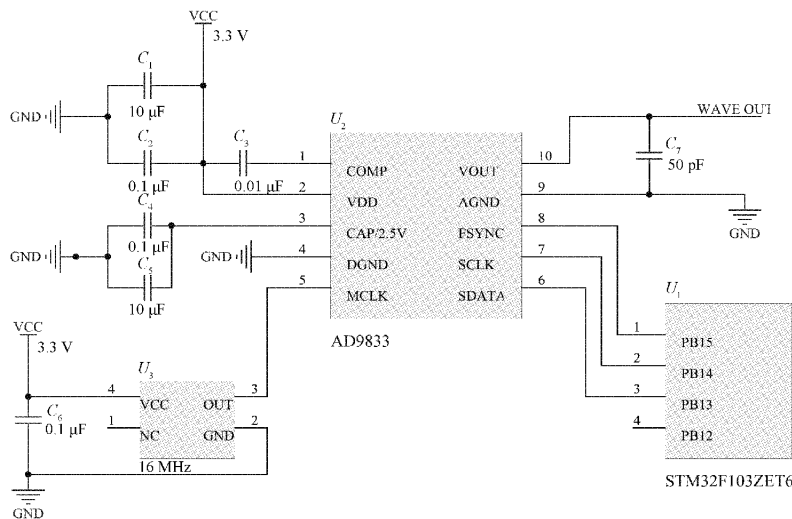 VCC
3.3 V
C1
10 μF
GND
C2
0.1 μF
C3
0.01 μF
C4
0.1 μF
GND
C5
10 μF
GND
U2
1 COMP
2 VDD
3 CAP/2.5V
4 DGND
5 MCLK
VOUT 10
AGND 9
FSYNC 8
SCLK 7
SDATA 6
AD9833
WAVE OUT
C7
50 pF
GND
U1
1 PB15
2 PB14
3 PB13
4 PB12
STM32F103ZET6
VCC
3.3 V
C6
0.1 μF
GND
U3
4 VCC
OUT 3
1 NC
GND 2
16 MHz